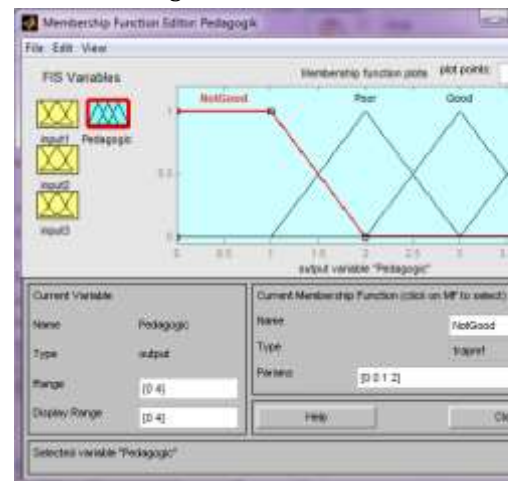 Membership Function Editor: Pedagogik
File Edit View
FIS Variables
Membership function plots
plot points:
NotGood
Poor
Good
input1
Pedagogic
input2
input3
1
0.5
0
0 0.5 1 1.5 2 2.5 3 3.5
output variable "Pedagogic"
Current Variable
Current Membership Function (click on MF to select)
Name Pedagogic
Name NotGood
Type output
Type trapmf
Params [0 0 1 2]
Range [0 4]
Display Range [0 4]
Help
Selected variable "Pedagogic"